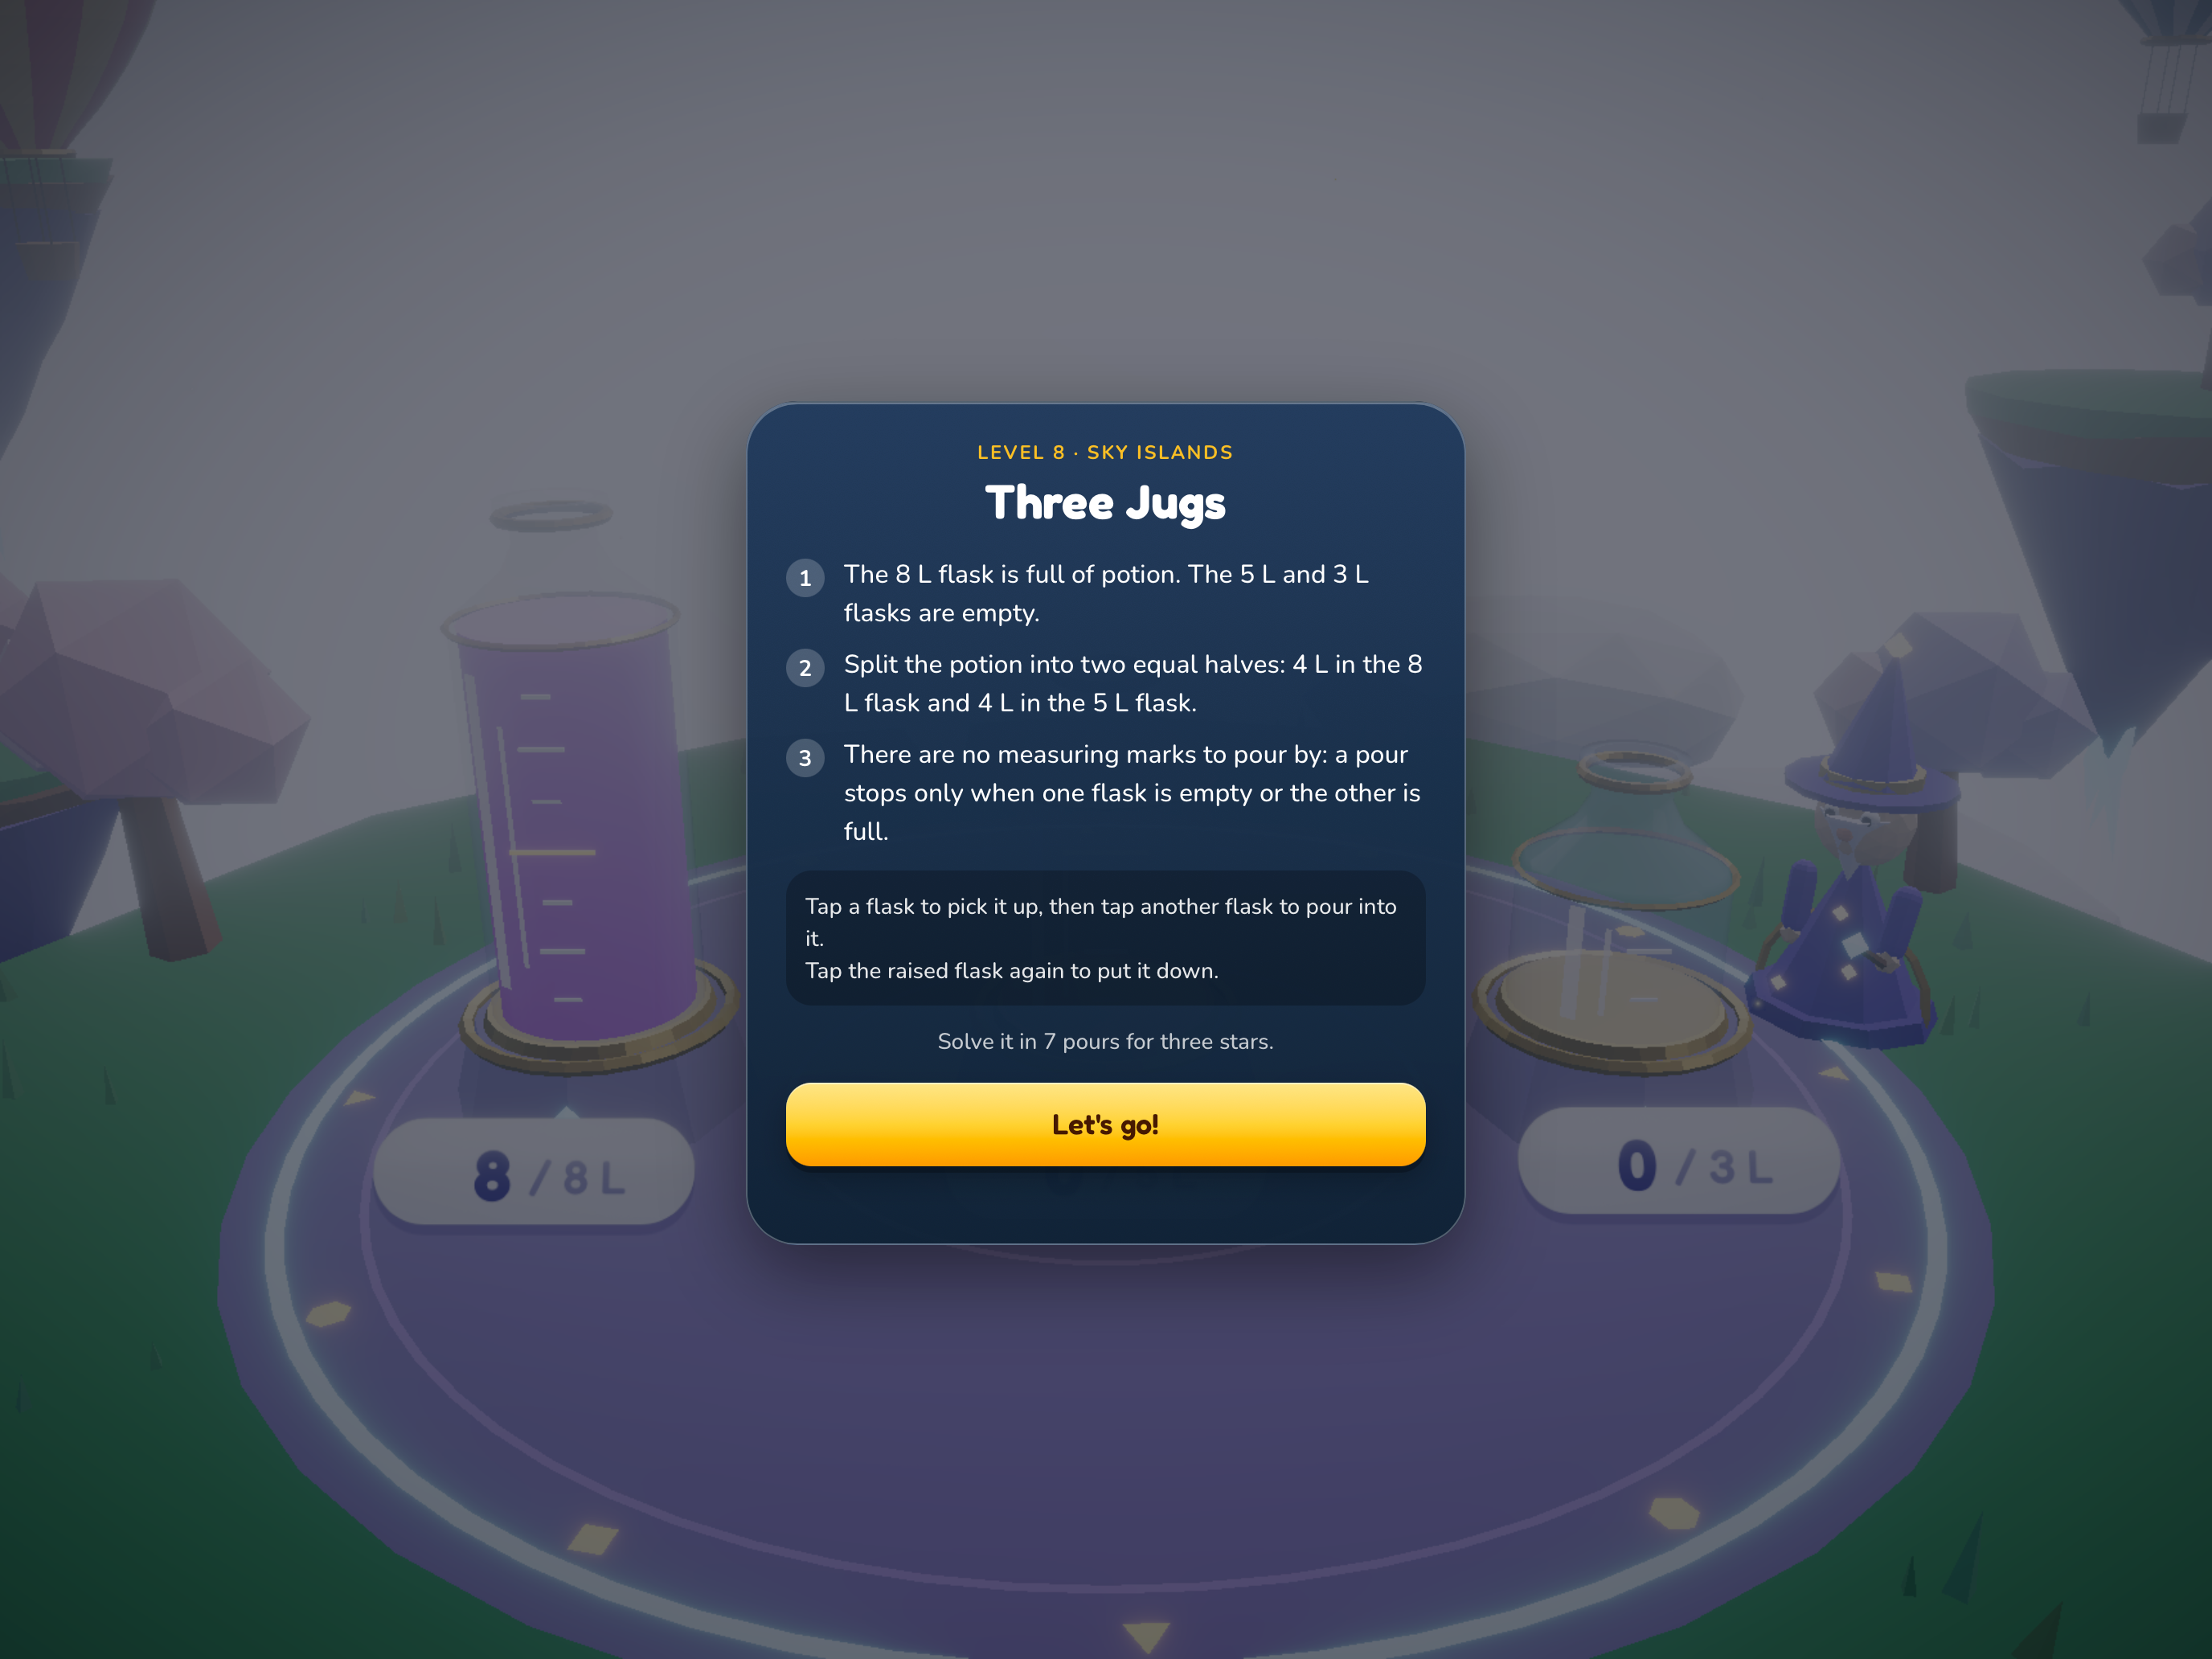 LEVEL 8 · SKY ISLANDS
Three Jugs
1 The 8 L flask is full of potion. The 5 L and 3 L
flasks are empty.
2 Split the potion into two equal halves: 4 L in the 8
L flask and 4 L in the 5 L flask.
3 There are no measuring marks to pour by: a pour
stops only when one flask is empty or the other is
full.
Tap a flask to pick it up, then tap another flask to pour into
it.
Tap the raised flask again to put it down.
Solve it in 7 pours for three stars.
Let's go!
8 / 8 L
0 / 3 L